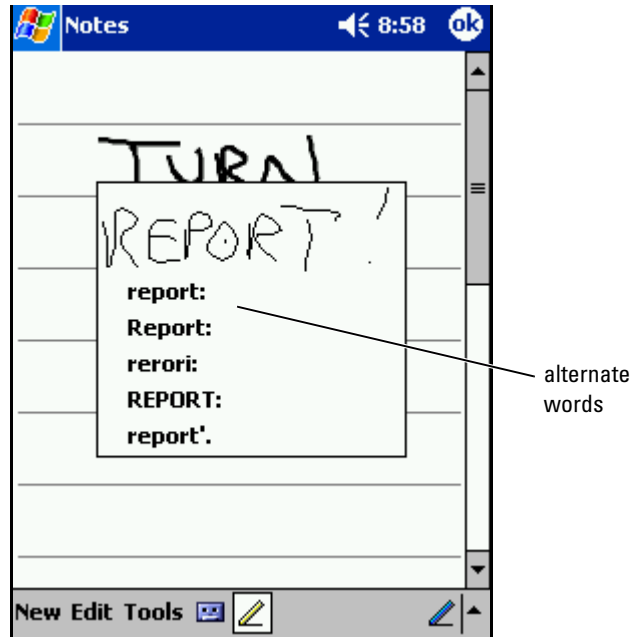 Notes 8:58 ok
TURN
REPORT!
report:
Report:
rerori:
REPORT:
report'.
alternate
words
New Edit Tools